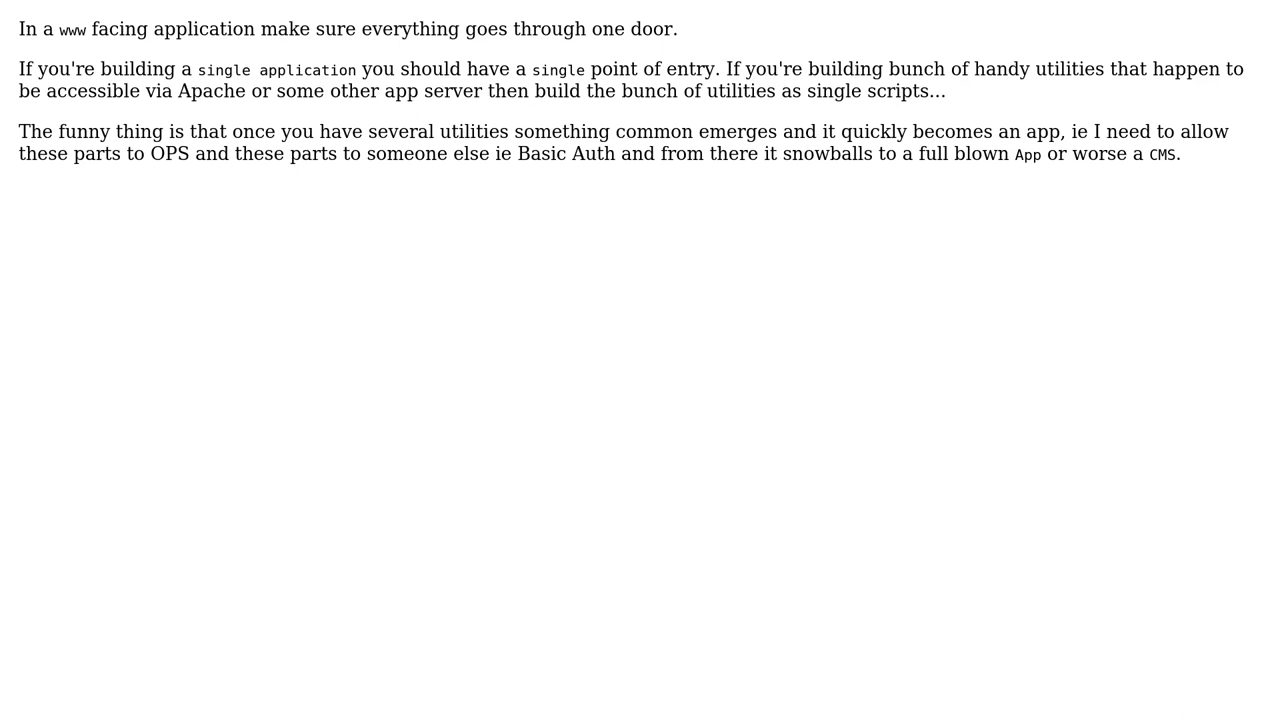 In a www facing application make sure everything goes through one door.
If you're building a single application you should have a single point of entry. If you're building bunch of handy utilities that happen to
be accessible via Apache or some other app server then build the bunch of utilities as single scripts...
The funny thing is that once you have several utilities something common emerges and it quickly becomes an app, ie I need to allow
these parts to OPS and these parts to someone else ie Basic Auth and from there it snowballs to a full blown App or worse a CMS.